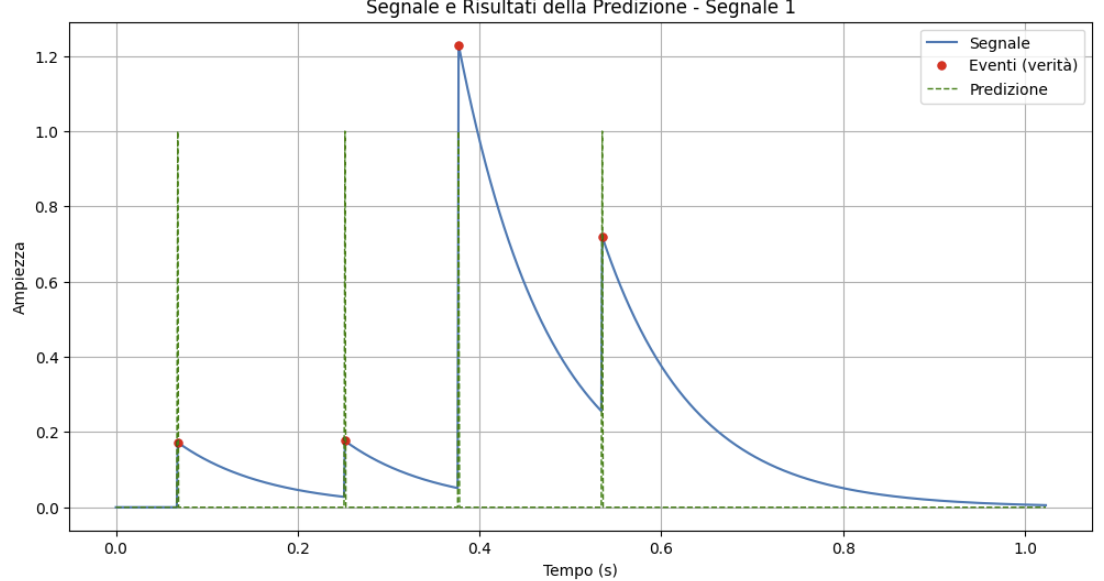 Segnale e Risultati della Predizione - Segnale 1
Segnale
Eventi (verità)
Predizione
Ampiezza
1.2
1.0
0.8
0.6
0.4
0.2
0.0
0.0 0.2 0.4 0.6 0.8 1.0
Tempo (s)